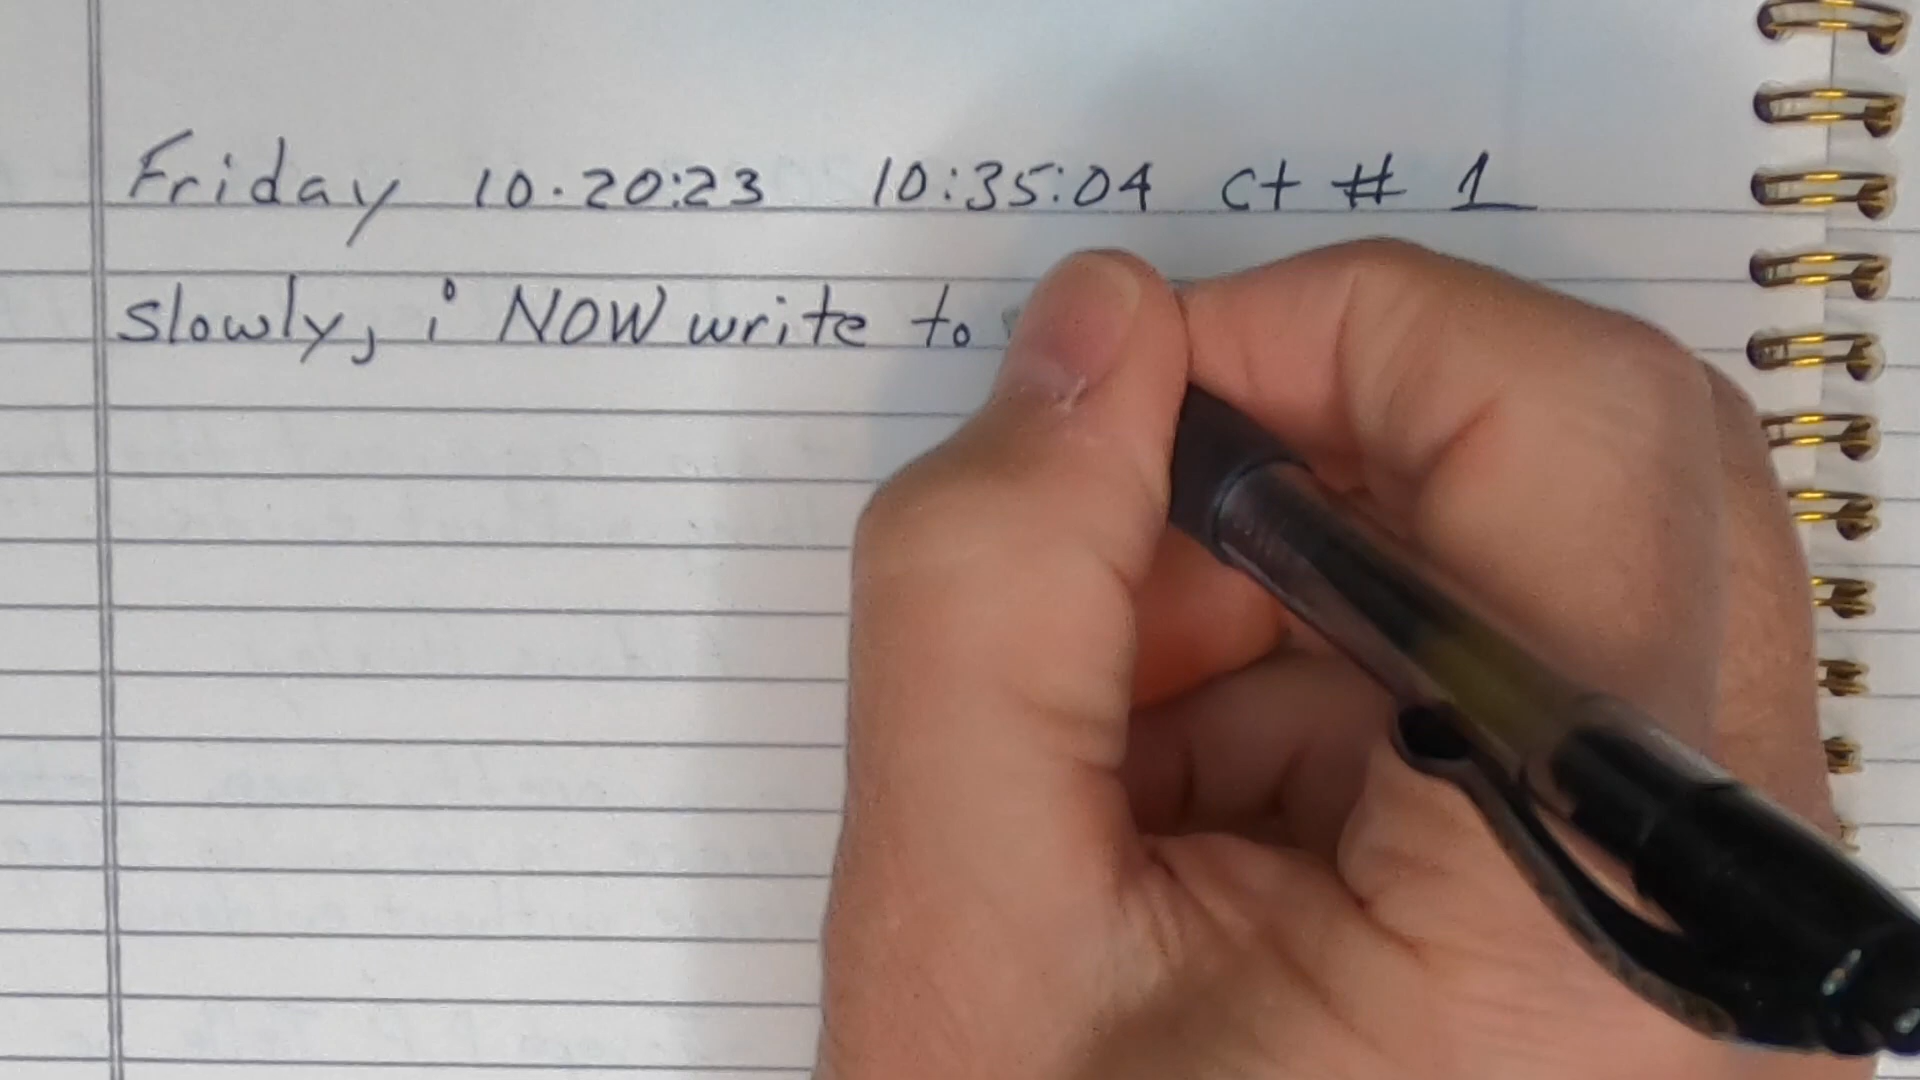 Friday 10.20:23 10:35:04 ct # 1
slowly, i NOW write to